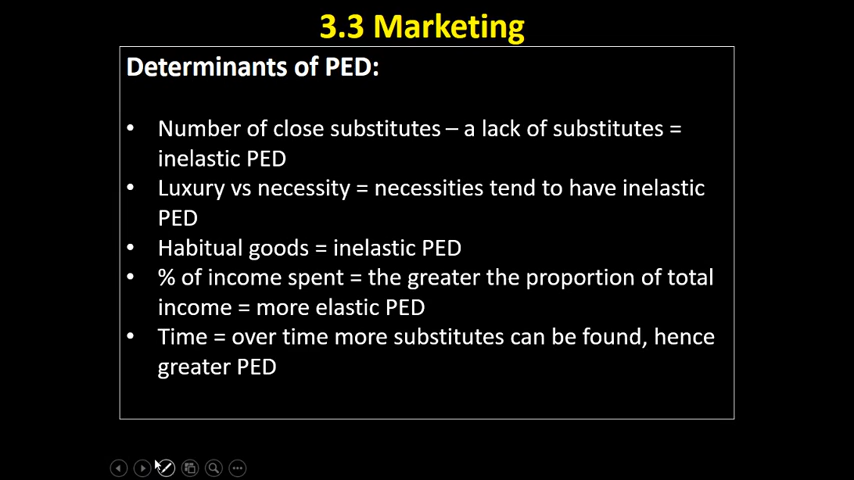 3.3 Marketing
Determinants of PED:
• Number of close substitutes – a lack of substitutes =
inelastic PED
• Luxury vs necessity = necessities tend to have inelastic
PED
• Habitual goods = inelastic PED
• % of income spent = the greater the proportion of total
income = more elastic PED
• Time = over time more substitutes can be found, hence
greater PED